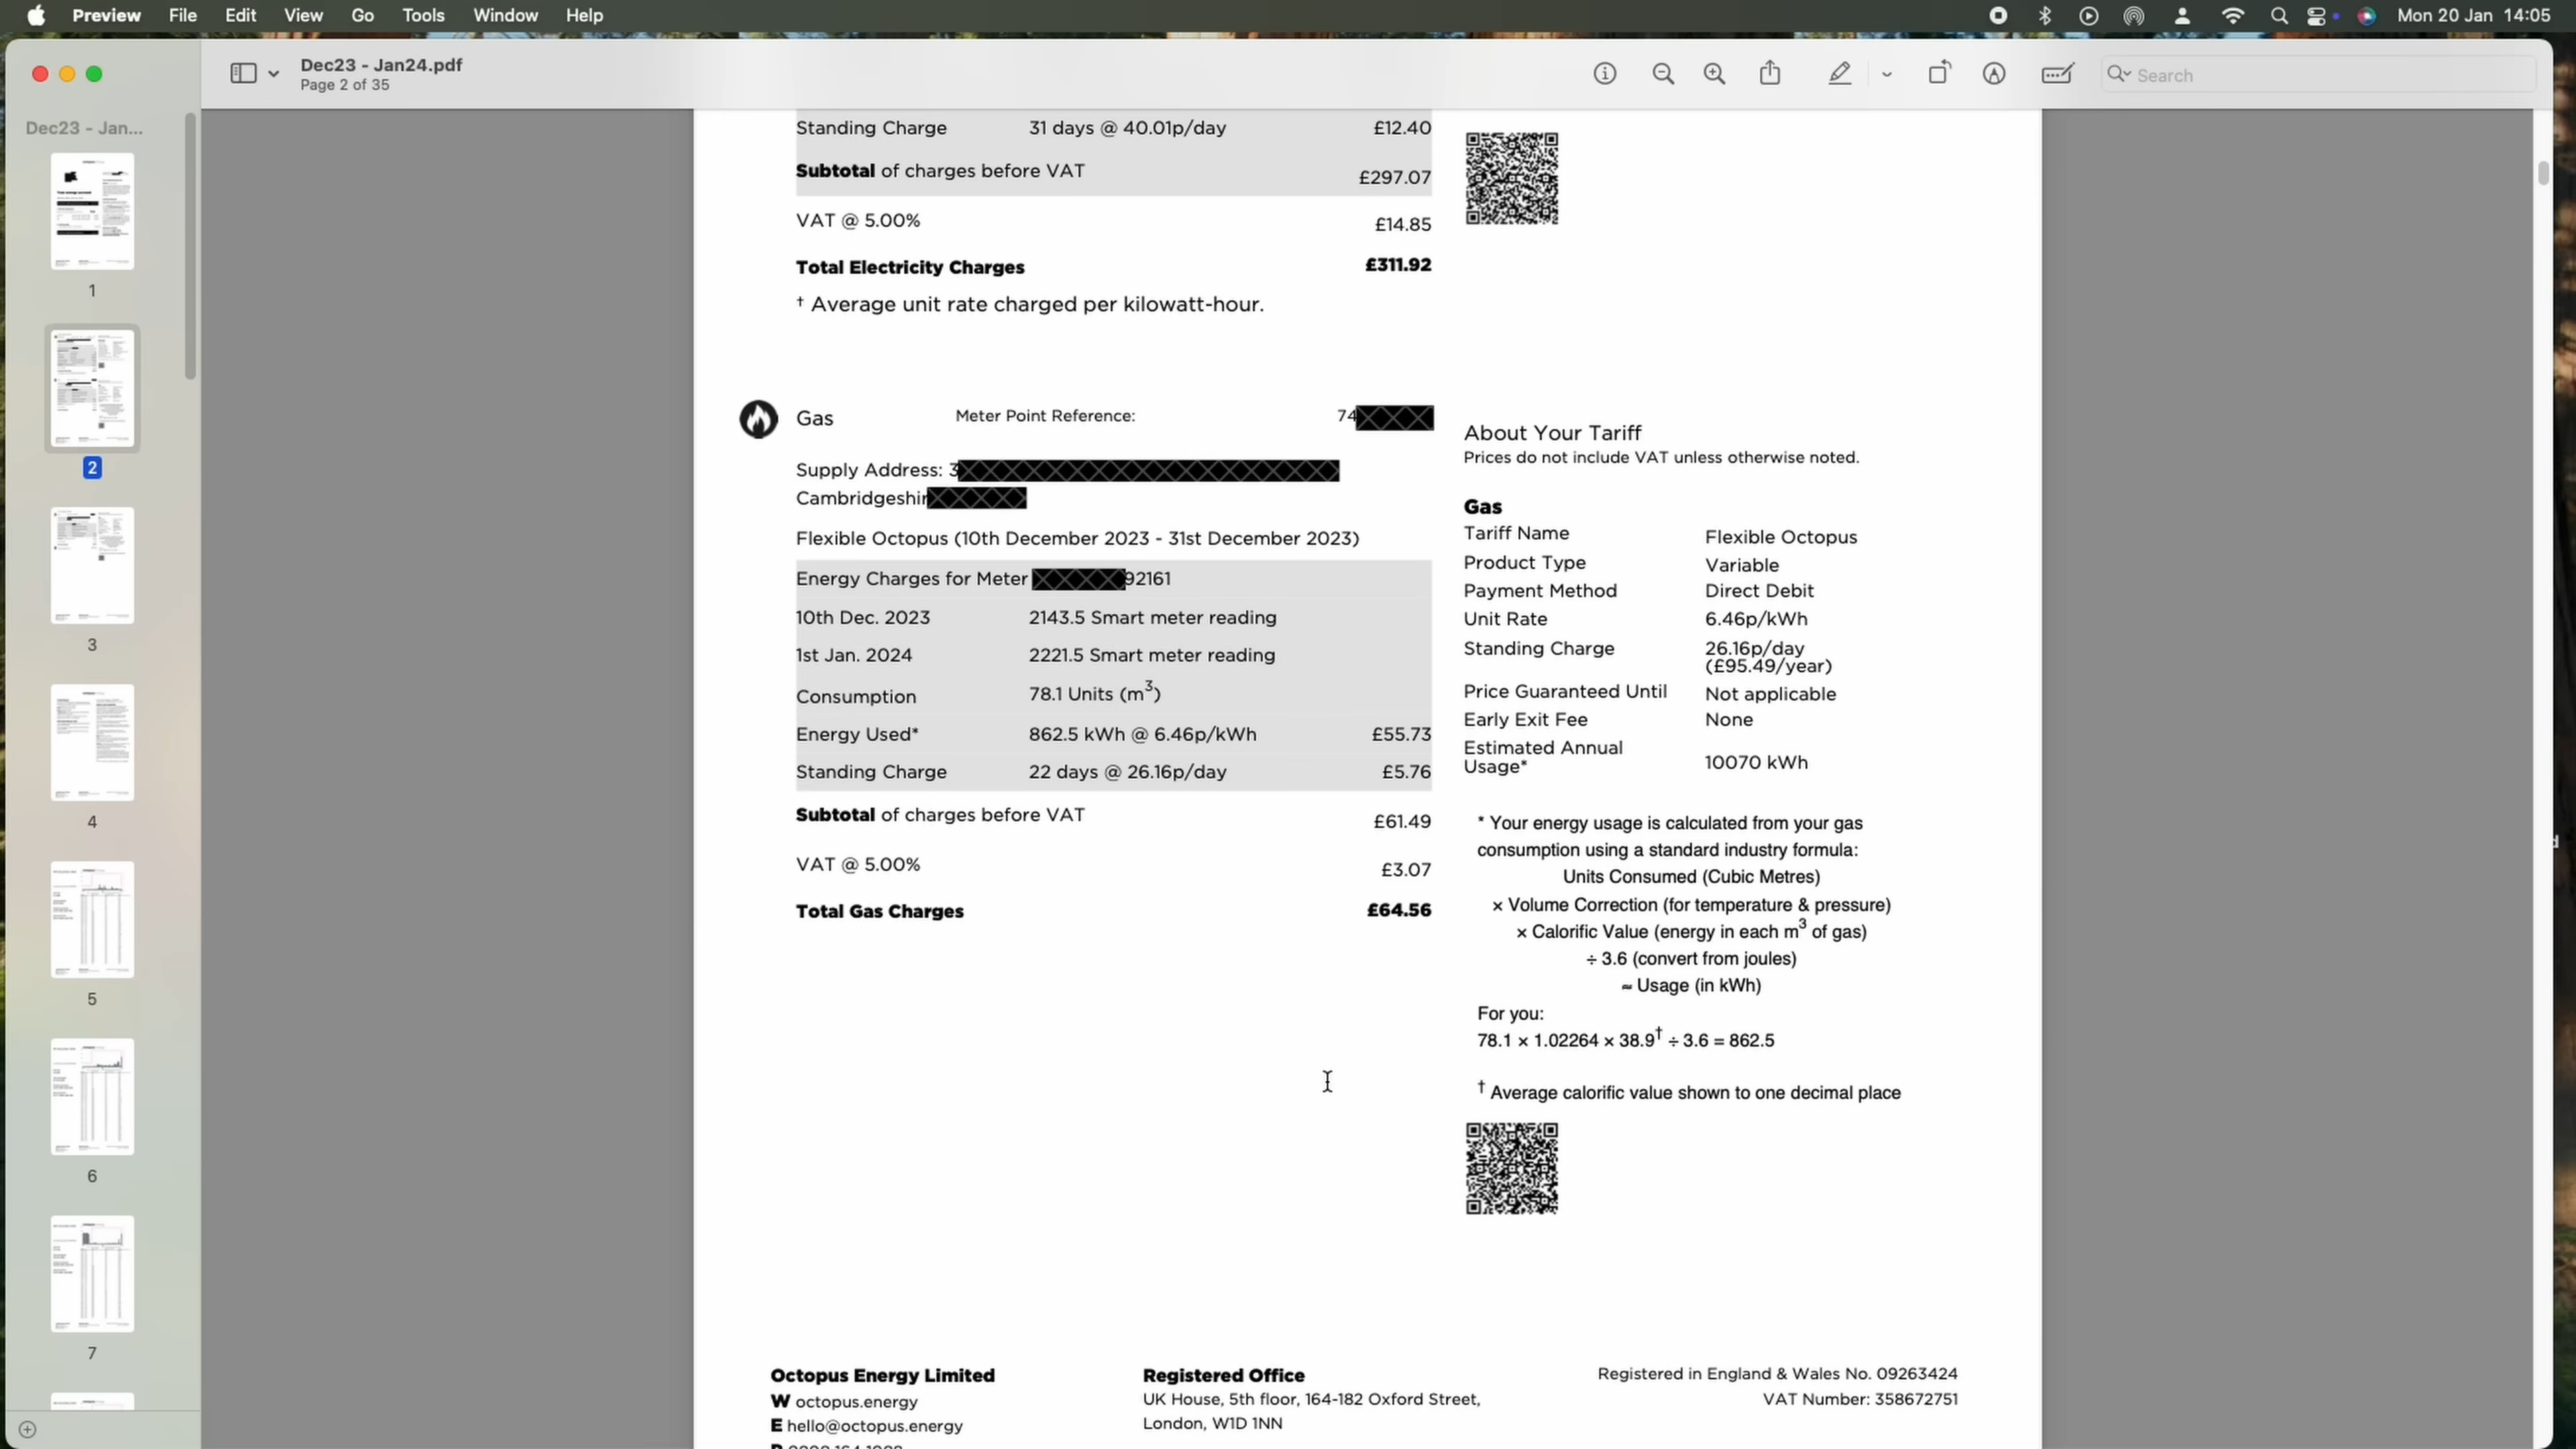 Preview File Edit View Go Tools Window Help
Mon 20 Jan 14:05
Dec23 - Jan24.pdf
Page 2 of 35
Search
Dec23 - Jan...
1
2
3
4
5
6
7
Standing Charge 31 days @ 40.01p/day £12.40
Subtotal of charges before VAT £297.07
VAT @ 5.00% £14.85
Total Electricity Charges £311.92
† Average unit rate charged per kilowatt-hour.
Gas Meter Point Reference: 74
Supply Address: 3
Cambridgeshir
Flexible Octopus (10th December 2023 - 31st December 2023)
Energy Charges for Meter 92161
10th Dec. 2023 2143.5 Smart meter reading
1st Jan. 2024 2221.5 Smart meter reading
Consumption 78.1 Units (m³)
Energy Used* 862.5 kWh @ 6.46p/kWh £55.73
Standing Charge 22 days @ 26.16p/day £5.76
Subtotal of charges before VAT £61.49
VAT @ 5.00% £3.07
Total Gas Charges £64.56
About Your Tariff
Prices do not include VAT unless otherwise noted.
Gas
Tariff Name Flexible Octopus
Product Type Variable
Payment Method Direct Debit
Unit Rate 6.46p/kWh
Standing Charge 26.16p/day
(£95.49/year)
Price Guaranteed Until Not applicable
Early Exit Fee None
Estimated Annual
Usage* 10070 kWh
* Your energy usage is calculated from your gas
consumption using a standard industry formula:
Units Consumed (Cubic Metres)
× Volume Correction (for temperature & pressure)
× Calorific Value (energy in each m³ of gas)
÷ 3.6 (convert from joules)
≈ Usage (in kWh)
For you:
78.1 × 1.02264 × 38.9† ÷ 3.6 = 862.5
† Average calorific value shown to one decimal place
Octopus Energy Limited
W octopus.energy
E hello@octopus.energy
Registered Office
UK House, 5th floor, 164-182 Oxford Street,
London, W1D 1NN
Registered in England & Wales No. 09263424
VAT Number: 358672751